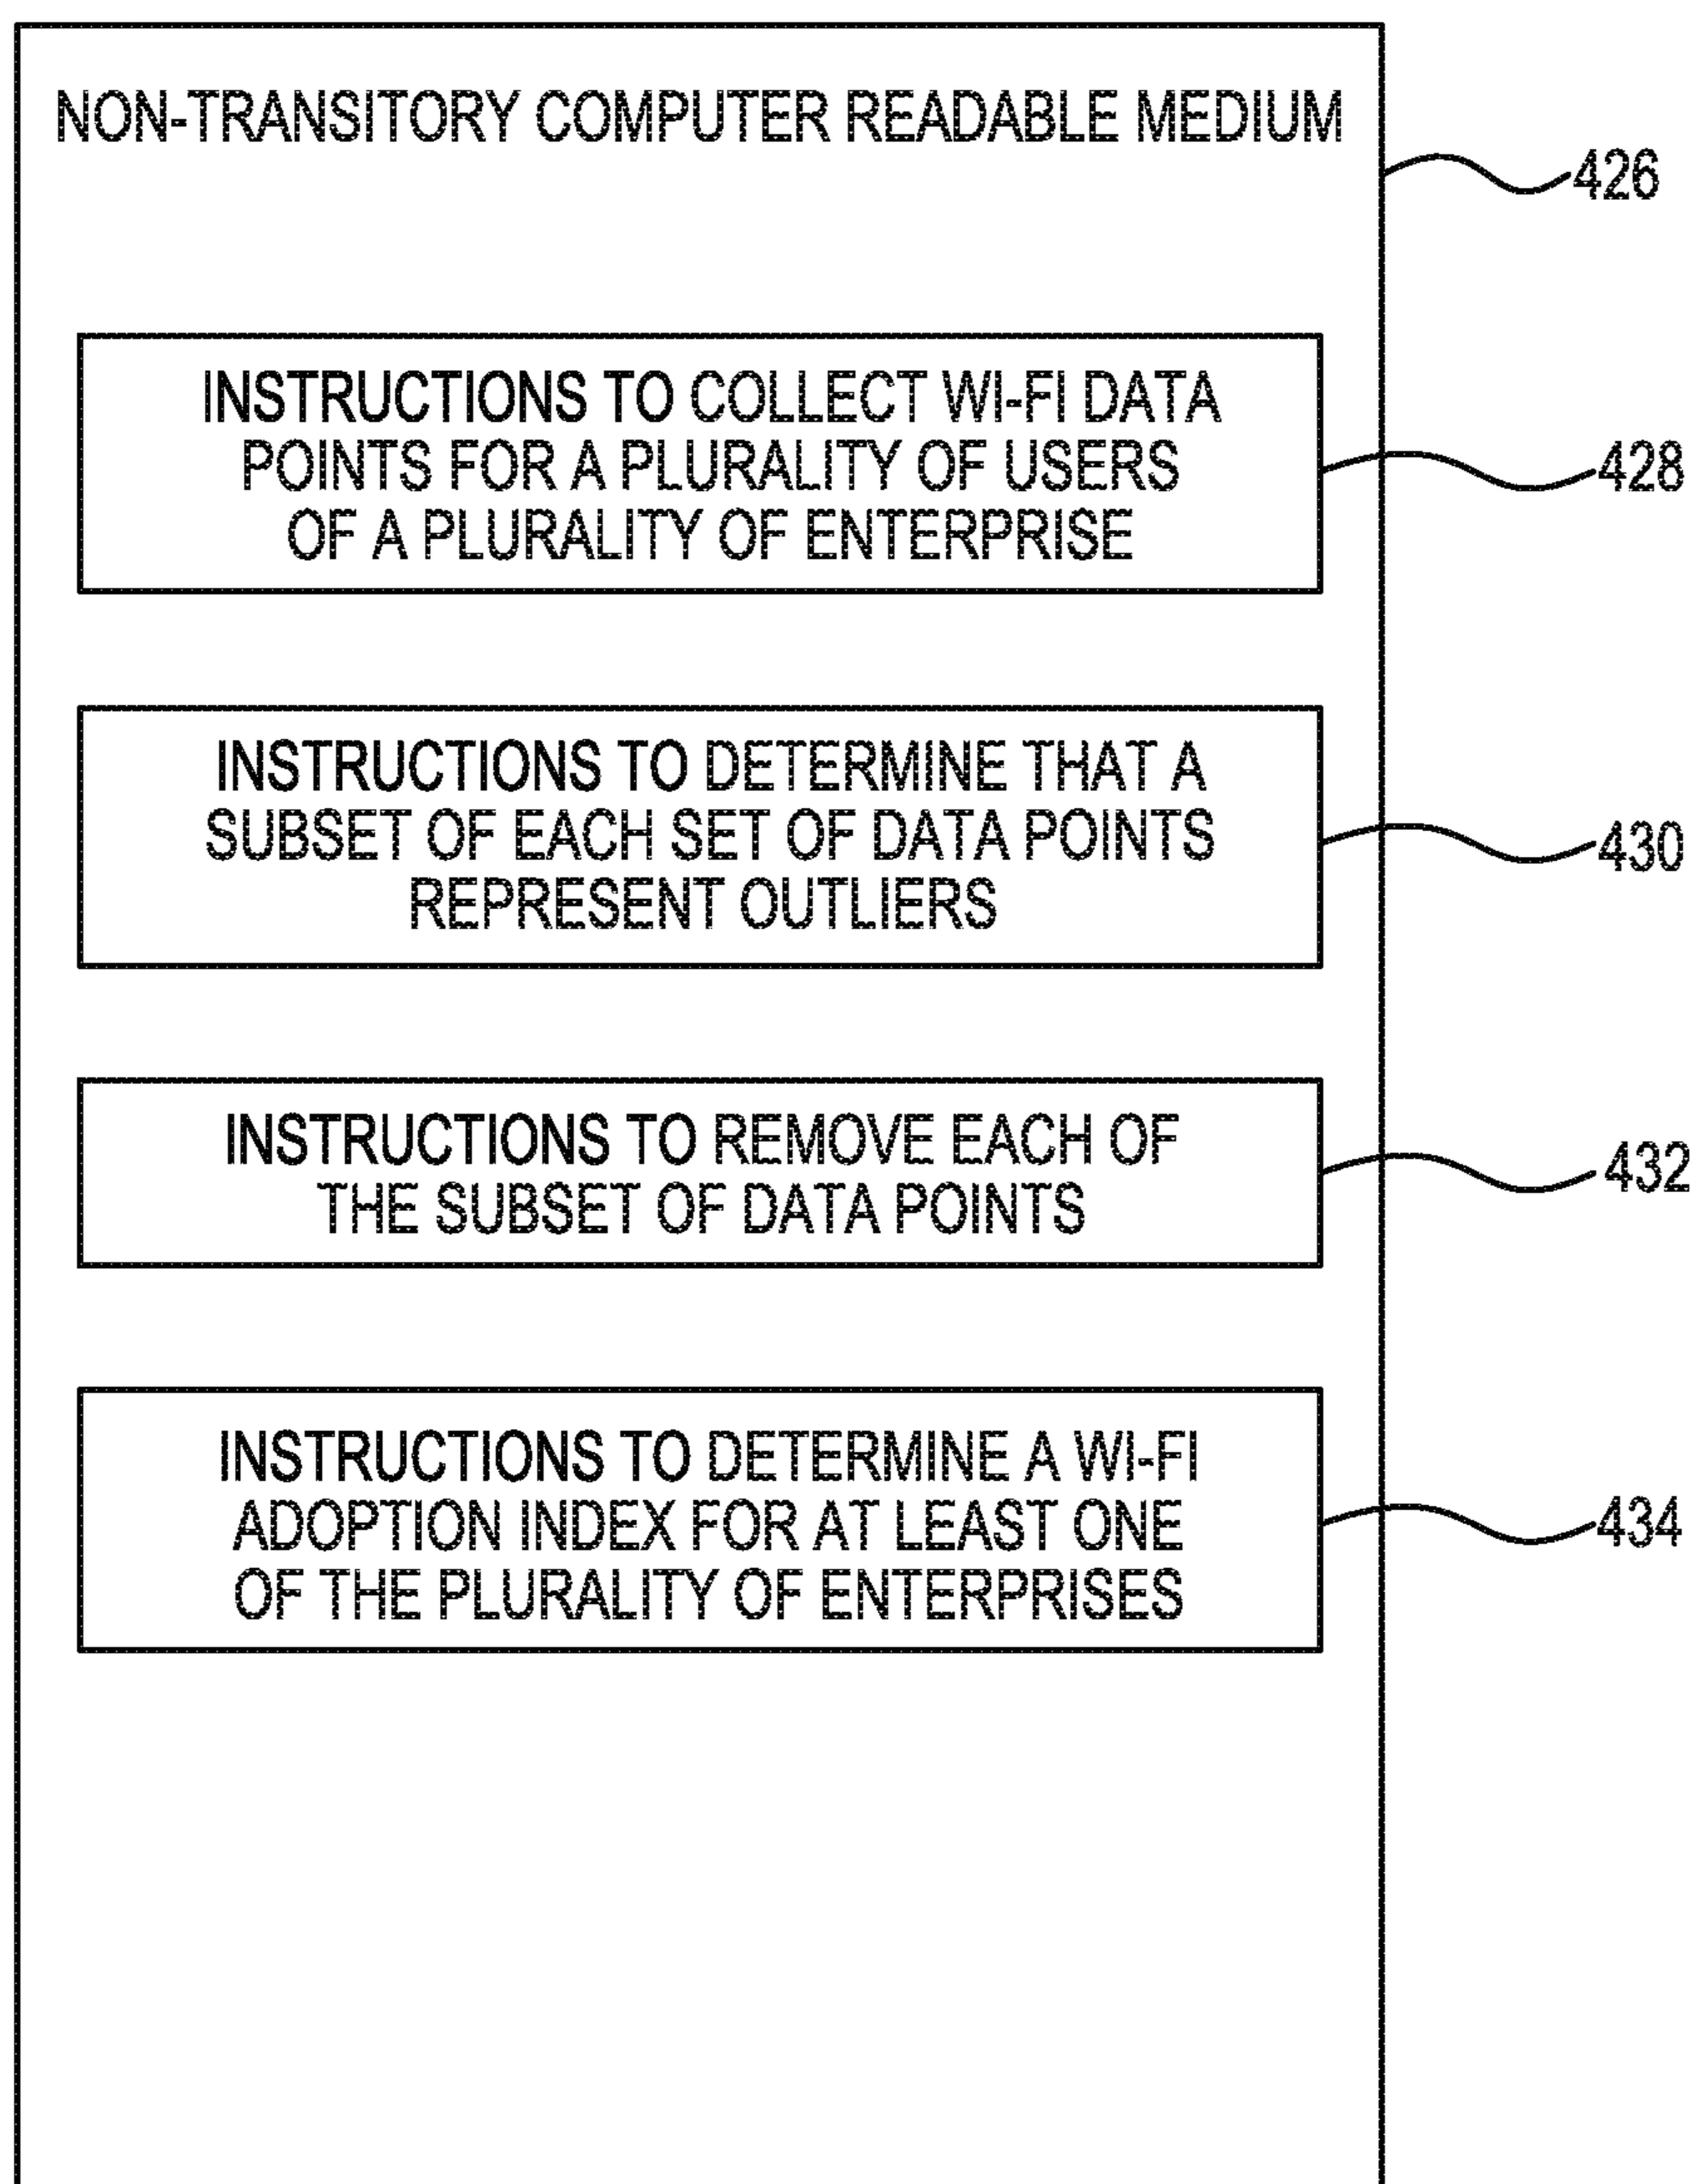 NON-TRANSITORY COMPUTER READABLE MEDIUM
426
INSTRUCTIONS TO COLLECT WI-FI DATA
POINTS FOR A PLURALITY OF USERS
OF A PLURALITY OF ENTERPRISE
428
INSTRUCTIONS TO DETERMINE THAT A
SUBSET OF EACH SET OF DATA POINTS
REPRESENT OUTLIERS
430
INSTRUCTIONS TO REMOVE EACH OF
THE SUBSET OF DATA POINTS
432
INSTRUCTIONS TO DETERMINE A WI-FI
ADOPTION INDEX FOR AT LEAST ONE
OF THE PLURALITY OF ENTERPRISES
434